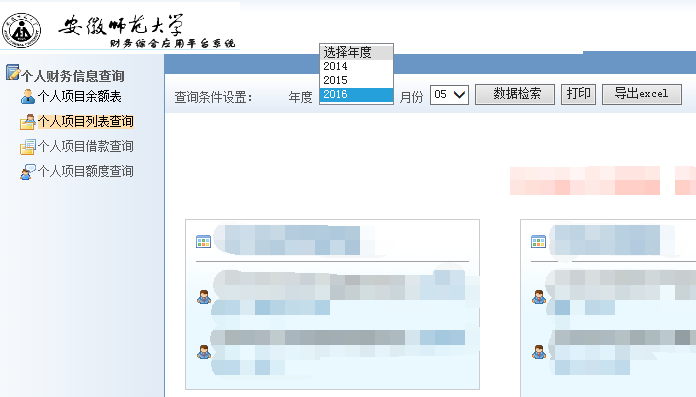 安徽师范大学
财务综合应用平台系统
个人财务信息查询
个人项目余额表
个人项目列表查询
个人项目借款查询
个人项目额度查询
查询条件设置： 年度 月份 05 数据检索 打印 导出excel
选择年度
2014
2015
2016